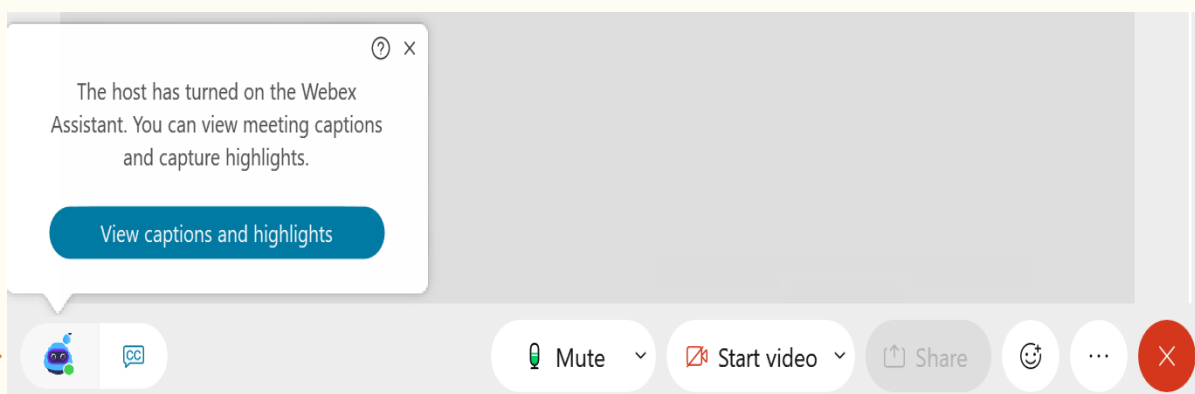 The host has turned on the Webex
Assistant. You can view meeting captions
and capture highlights.
View captions and highlights
CC
Mute
Start video
Share